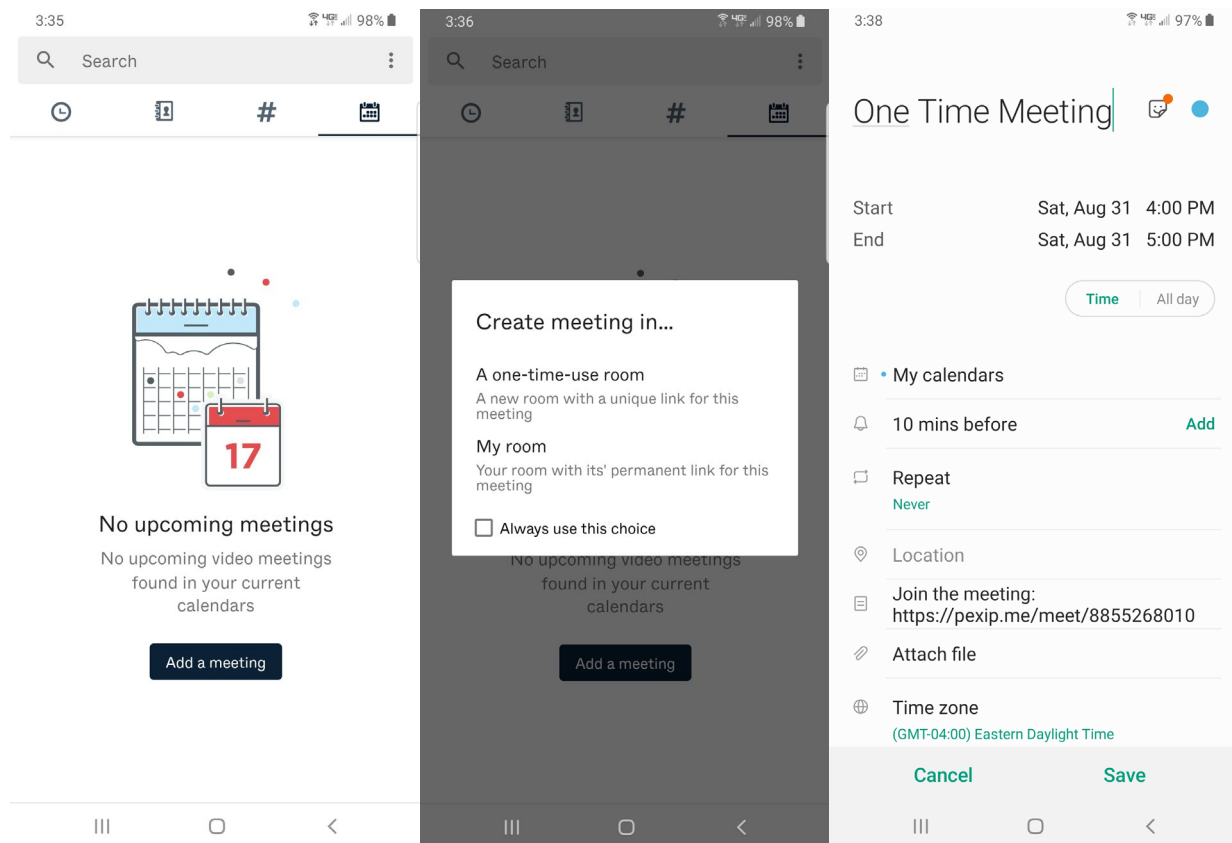 3:35
98%
Search
#
17
No upcoming meetings
No upcoming video meetings
found in your current
calendars
Add a meeting
3:36
98%
Search
#
Create meeting in...
A one-time-use room
A new room with a unique link for this
meeting
My room
Your room with its' permanent link for this
meeting
Always use this choice
No upcoming video meetings
found in your current
calendars
Add a meeting
3:38
97%
One Time Meeting
Start Sat, Aug 31 4:00 PM
End Sat, Aug 31 5:00 PM
Time All day
My calendars
10 mins before Add
Repeat
Never
Location
Join the meeting:
https://pexip.me/meet/8855268010
Attach file
Time zone
(GMT-04:00) Eastern Daylight Time
Cancel Save